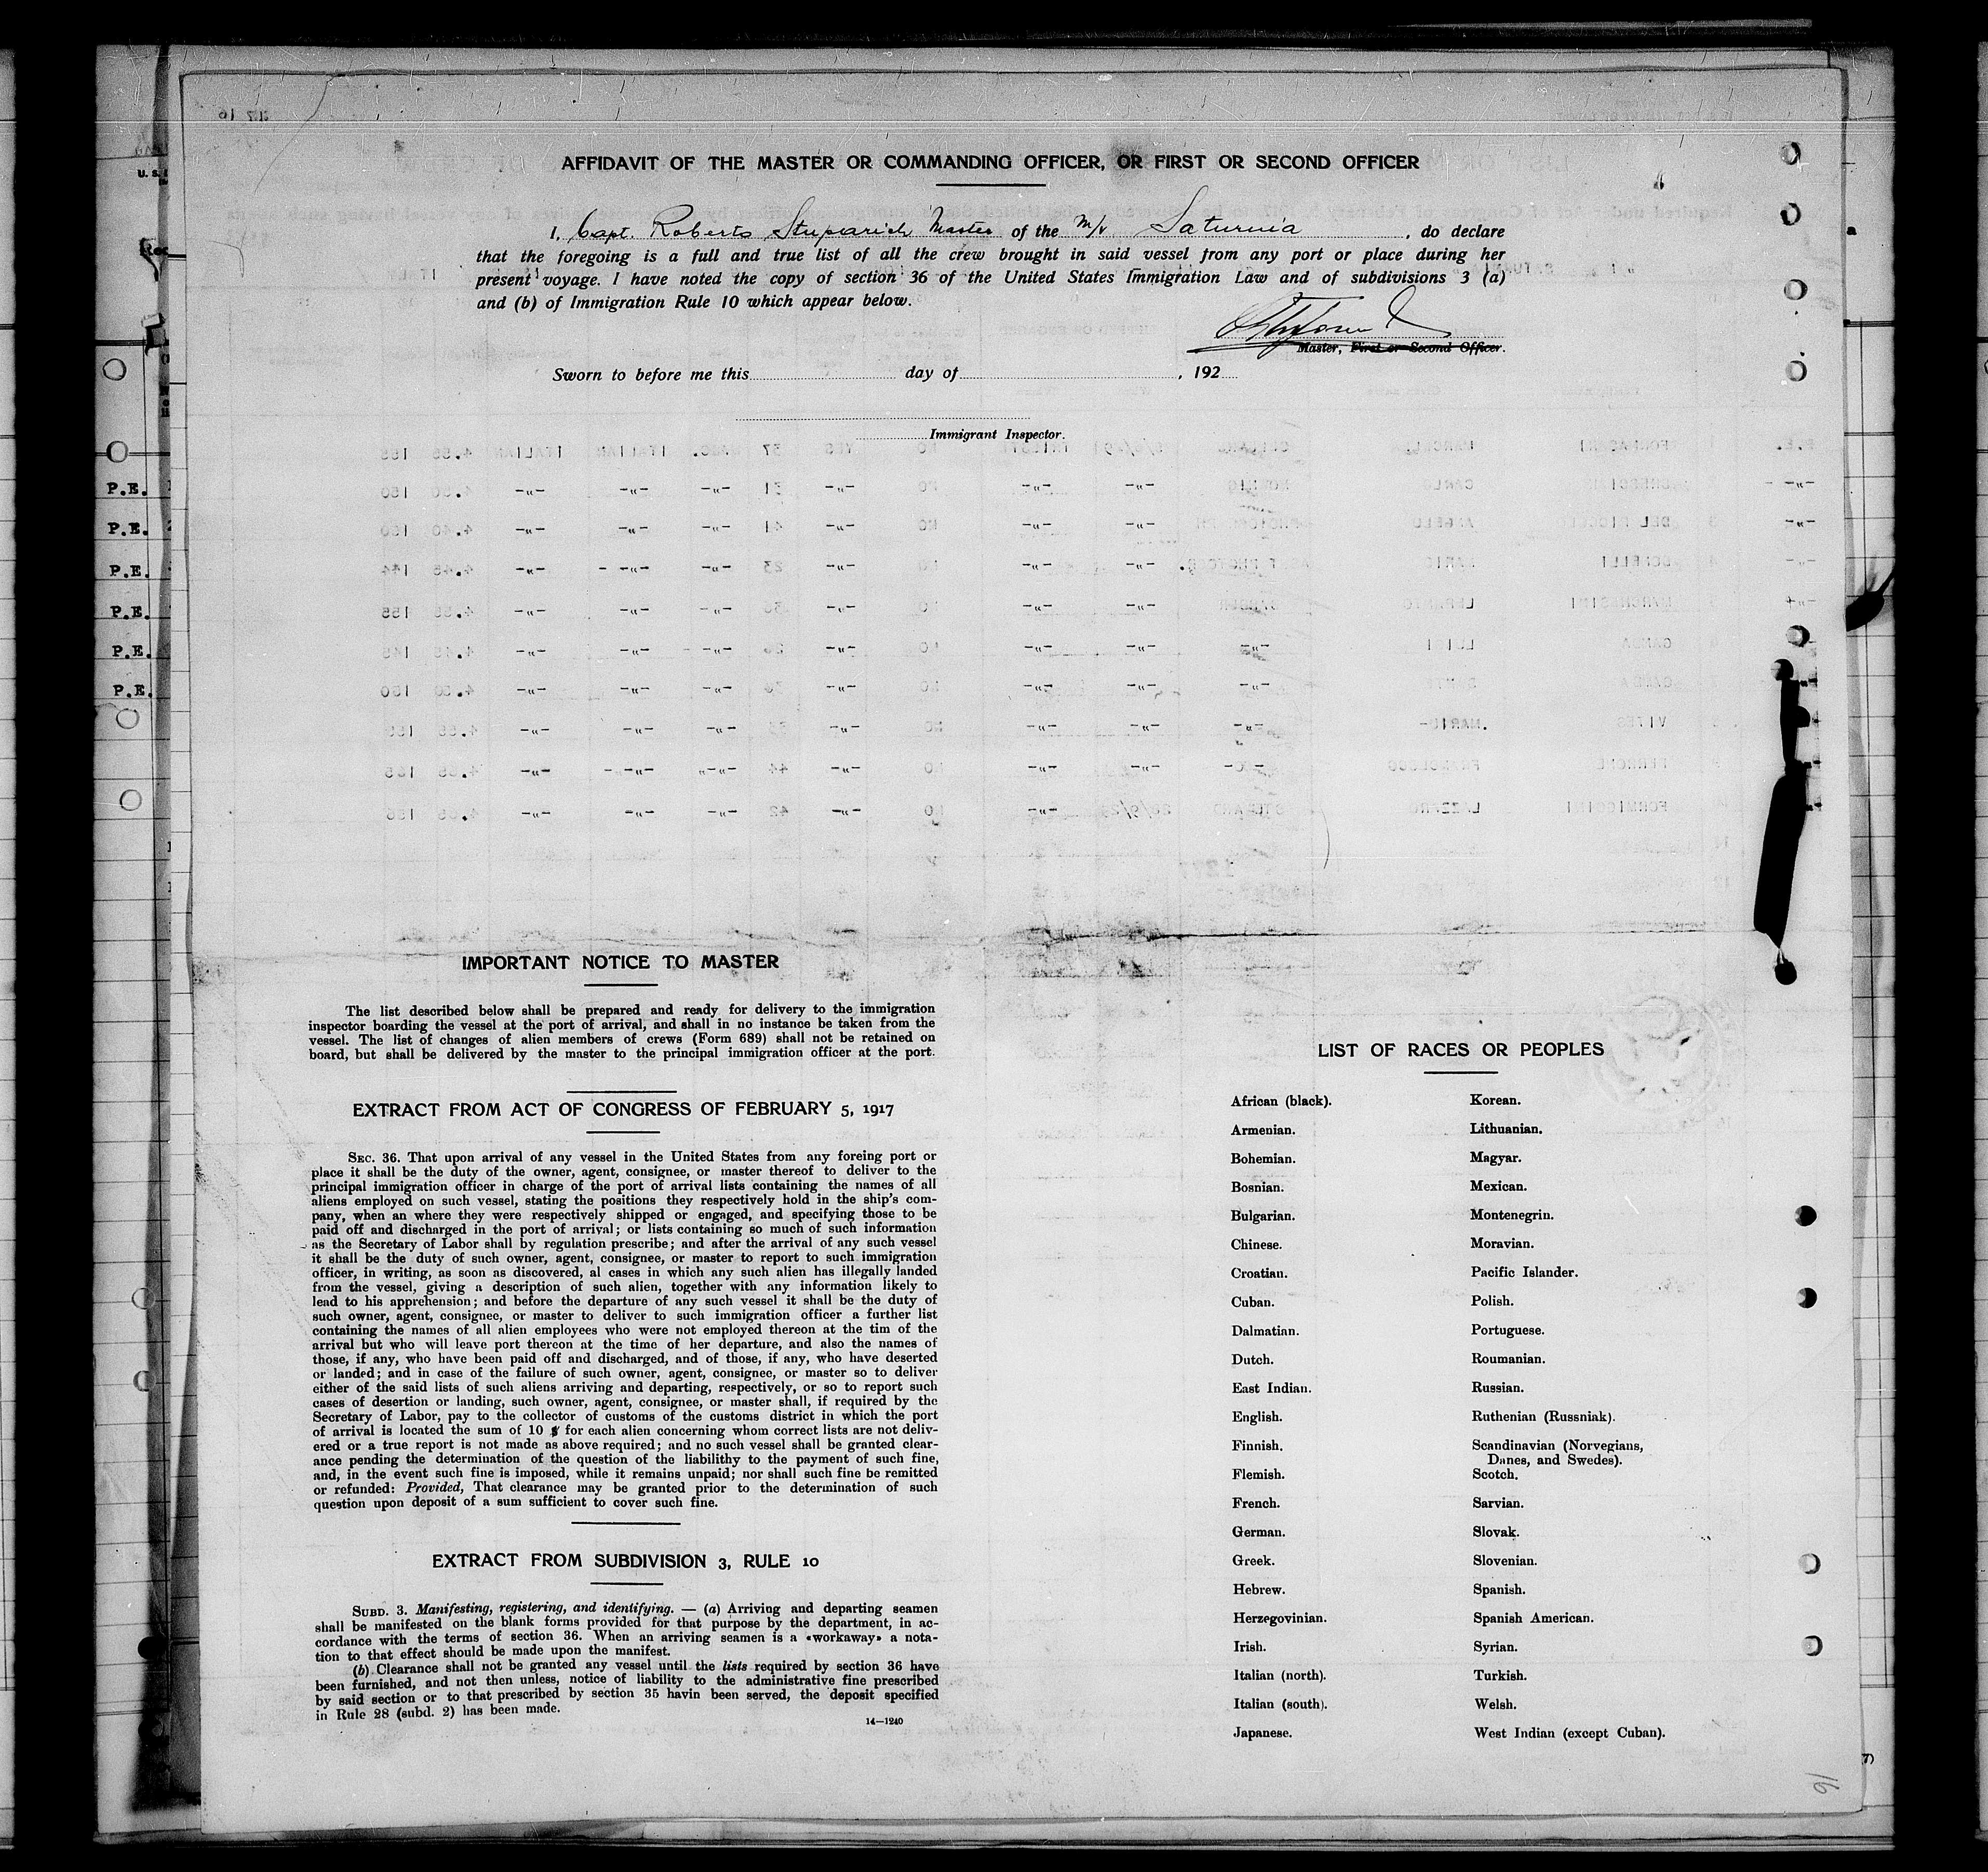 AFFIDAVIT OF THE MASTER OR COMMANDING OFFICER, OR FIRST OR SECOND OFFICER
I, Capt. Roberto Stuparich Master of the M/v Saturnia, do declare
that the foregoing is a full and true list of all the crew brought in said vessel from any port or place during her
present voyage. I have noted the copy of section 36 of the United States Immigration Law and of subdivisions 3 (a)
and (b) of Immigration Rule 10 which appear below.
Master, First or Second Officer.
Sworn to before me this day of , 192
Immigrant Inspector.
P.E.
P.E.
P.E.
P.E.
P.E.
P.E.
IMPORTANT NOTICE TO MASTER
The list described below shall be prepared and ready for delivery to the immigration
inspector boarding the vessel at the port of arrival, and shall in no instance be taken from the
vessel. The list of changes of alien members of crews (Form 689) shall not be retained on
board, but shall be delivered by the master to the principal immigration officer at the port.
EXTRACT FROM ACT OF CONGRESS OF FEBRUARY 5, 1917
SEC. 36. That upon arrival of any vessel in the United States from any foreing port or
place it shall be the duty of the owner, agent, consignee, or master thereof to deliver to the
principal immigration officer in charge of the port of arrival lists containing the names of all
aliens employed on such vessel, stating the positions they respectively hold in the ship's com-
pany, when an where they were respectively shipped or engaged, and specifying those to be
paid off and discharged in the port of arrival; or lists containing so much of such information
as the Secretary of Labor shall by regulation prescribe; and after the arrival of any such vessel
it shall be the duty of such owner, agent, consignee, or master to report to such immigration
officer, in writing, as soon as discovered, al cases in which any such alien has illegally landed
from the vessel, giving a description of such alien, together with any information likely to
lead to his apprehension; and before the departure of any such vessel it shall be the duty of
such owner, agent, consignee, or master to deliver to such immigration officer a further list
containing the names of all alien employees who were not employed thereon at the tim of the
arrival but who will leave port thercon at the time of her departure, and also the names of
those, if any, who have been paid off and discharged, and of those, if any, who have deserted
or landed; and in case of the failure of such owner, agent, consignee, or master so to deliver
either of the said lists of such aliens arriving and departing, respectively, or so to report such
cases of desertion or landing, such owner, agent, consignee, or master shall, if required by the
Secretary of Labor, pay to the collector of customs of the customs district in which the port
of arrival is located the sum of 10 $ for each alien concerning whom correct lists are not deliv-
ered or a true report is not made as above required; and no such vessel shall be granted clear-
ance pending the determination of the question of the liabilithy to the payment of such fine,
and, in the event such fine is imposed, while it remains unpaid; nor shall such fine be remitted
or refunded: Provided, That clearance may be granted prior to the determination of such
question upon deposit of a sum sufficient to cover such fine.
EXTRACT FROM SUBDIVISION 3, RULE 10
SUBD. 3. Manifesting, registering, and identifying. — (a) Arriving and departing seamen
shall be manifested on the blank forms provided for that purpose by the department, in ac-
cordance with the terms of section 36. When an arriving seamen is a «workaway» a nota-
tion to that effect should be made upon the manifest.
(b) Clearance shall not be granted any vessel until the lists required by section 36 have
been furnished, and not then unless, notice of liability to the administrative fine prescribed
by said section or to that prescribed by section 35 havin been served, the deposit specified
in Rule 28 (subd. 2) has been made.
14—1240
LIST OF RACES OR PEOPLES
African (black).
Armenian.
Bohemian.
Bosnian.
Bulgarian.
Chinese.
Croatian.
Cuban.
Dalmatian.
Dutch.
East Indian.
English.
Finnish.
Flemish.
French.
German.
Greek.
Hebrew.
Herzegovinian.
Irish.
Italian (north).
Italian (south).
Japanese.
Korean.
Lithuanian.
Magyar.
Mexican.
Montenegrin.
Moravian.
Pacific Islander.
Polish.
Portuguese.
Roumanian.
Russian.
Ruthenian (Russniak).
Scandinavian (Norvegians,
Danes, and Swedes).
Scotch.
Sarvian.
Slovak.
Slovenian.
Spanish.
Spanish American.
Syrian.
Turkish.
Welsh.
West Indian (except Cuban).